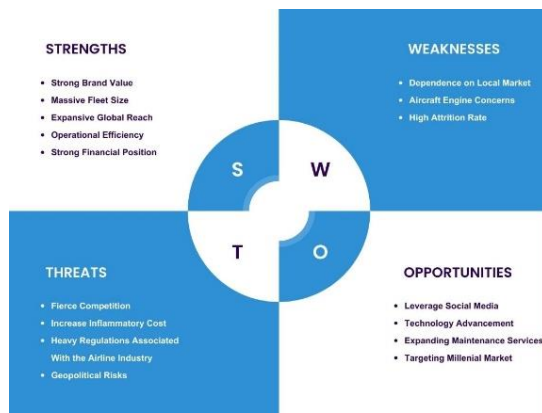 STRENGTHS
• Strong Brand Value
• Massive Fleet Size
• Expansive Global Reach
• Operational Efficiency
• Strong Financial Position
WEAKNESSES
• Dependence on Local Market
• Aircraft Engine Concerns
• High Attrition Rate
S
W
T
O
THREATS
• Fierce Competition
• Increase Inflammatory Cost
• Heavy Regulations Associated
With the Airline Industry
• Geopolitical Risks
OPPORTUNITIES
• Leverage Social Media
• Technology Advancement
• Expanding Maintenance Services
• Targeting Millenial Market